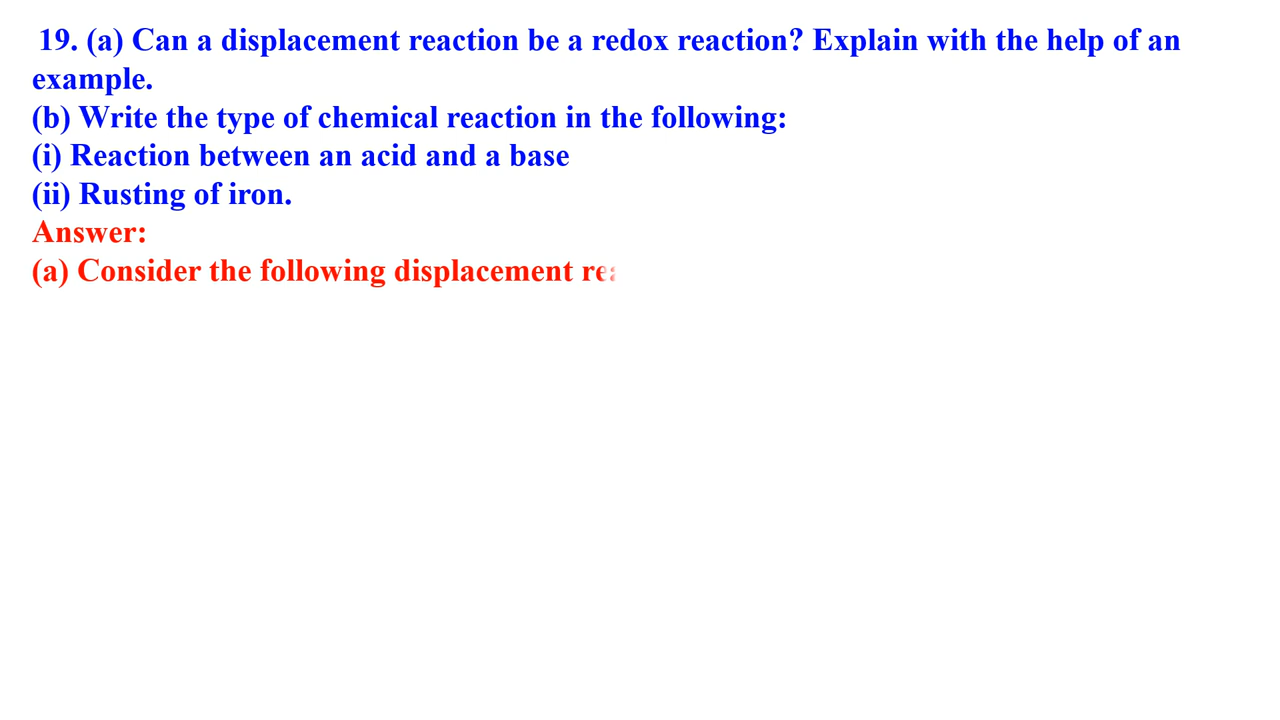 19. (a) Can a displacement reaction be a redox reaction? Explain with the help of an
example.
(b) Write the type of chemical reaction in the following:
(i) Reaction between an acid and a base
(ii) Rusting of iron.
Answer:
(a) Consider the following displacement rea